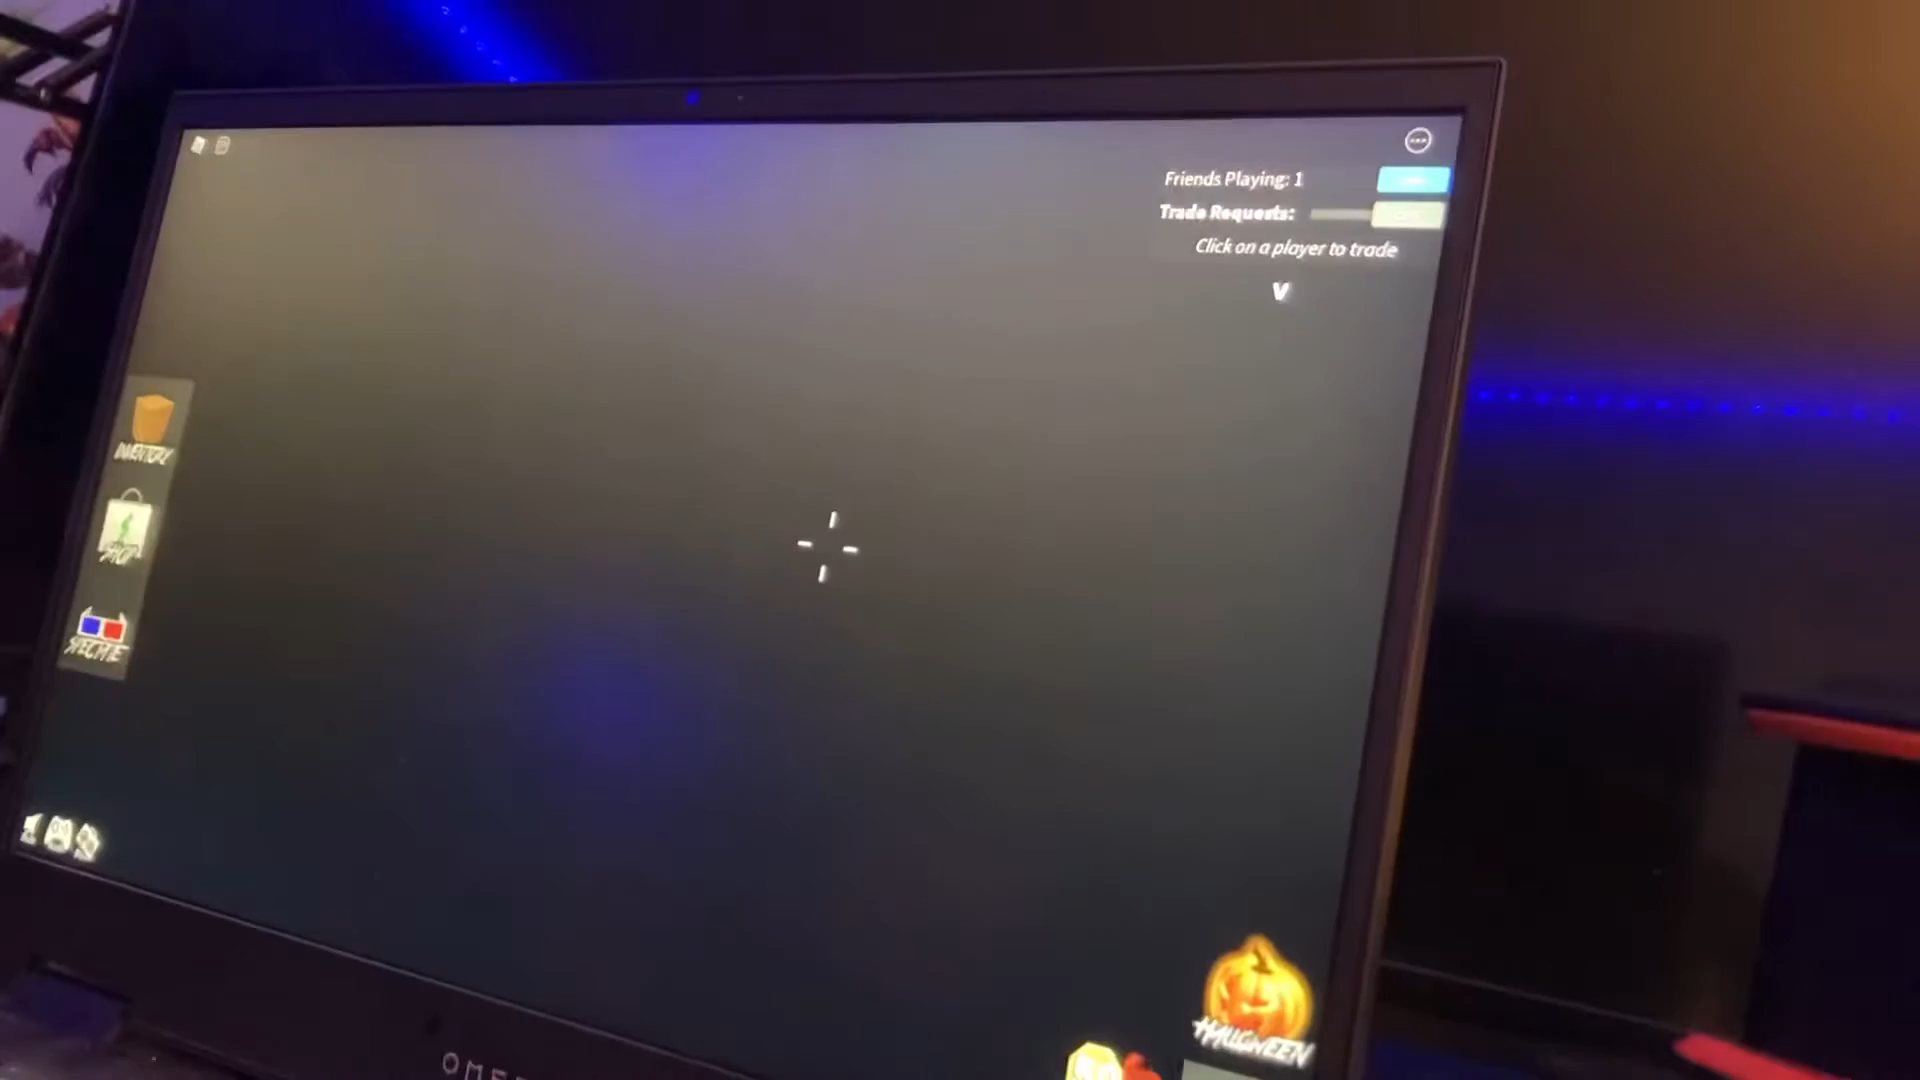 Friends Playing: 1
Trade Requests:
Click on a player to trade
V
INVENTORY
SHOP
SPECTATE
HALLOWEEN